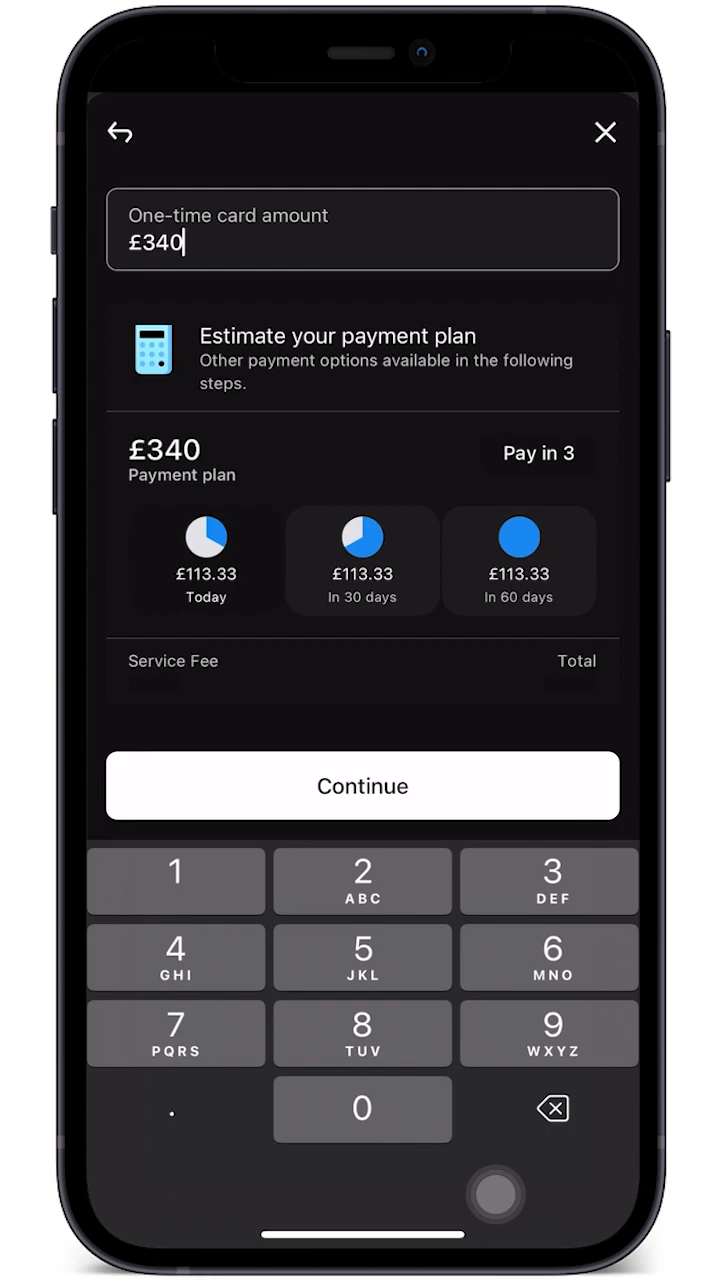 One-time card amount
£340
Estimate your payment plan
Other payment options available in the following
steps.
£340
Pay in 3
Payment plan
£113.33 £113.33 £113.33
Today In 30 days In 60 days
Service Fee Total
Continue
1 2 3
ABC DEF
4 5 6
GHI JKL MNO
7 8 9
PQRS TUV WXYZ
. 0